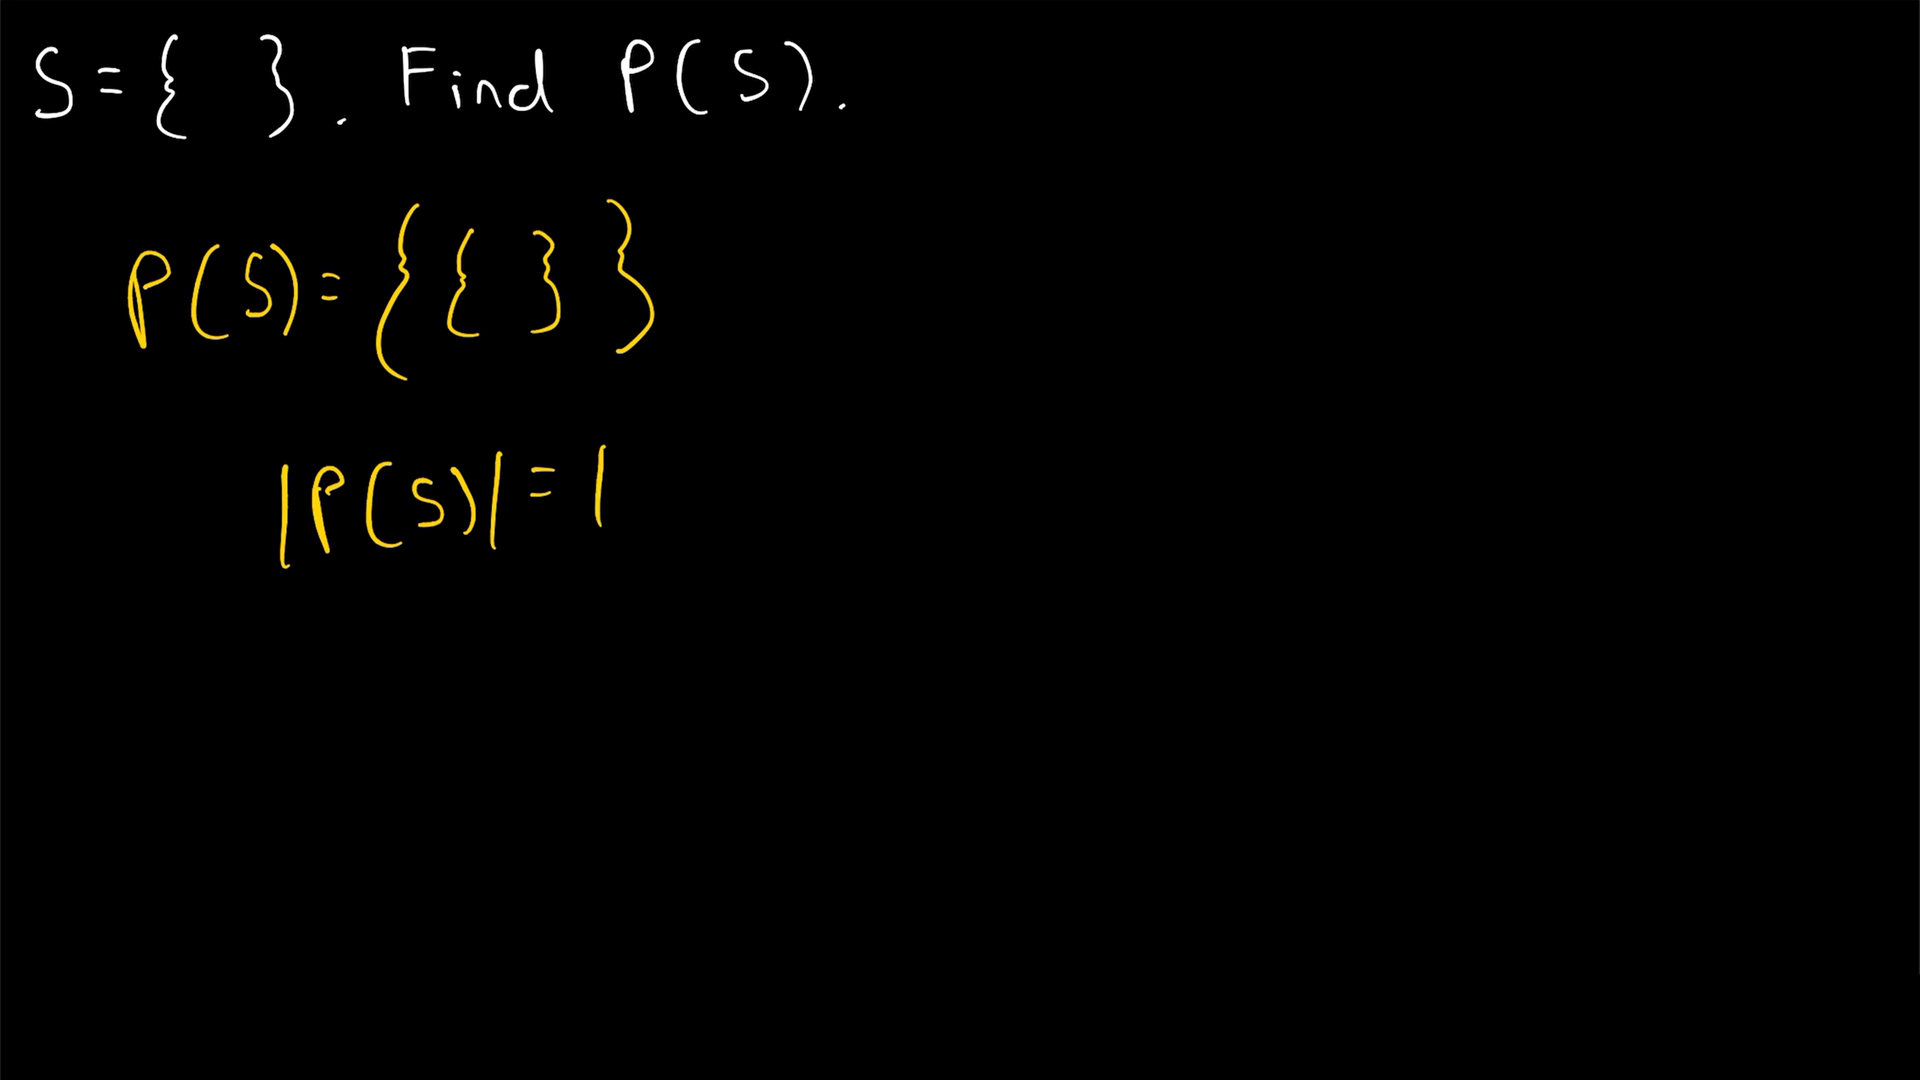 S = { }. Find P(S).
P(S) = { { } }
|P(S)| = 1